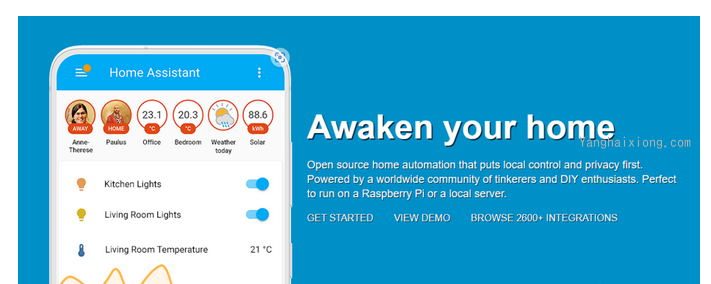 Home Assistant
23.1
20.3
88.6
AWAY
HOME
°C
°C
kWh
Anne-
Therese
Paulus
Office
Bedroom
Weather
today
Solar
Kitchen Lights
Living Room Lights
Living Room Temperature
21 °C
Awaken your home
Yanghaixiong.com
Open source home automation that puts local control and privacy first.
Powered by a worldwide community of tinkerers and DIY enthusiasts. Perfect
to run on a Raspberry Pi or a local server.
GET STARTED
VIEW DEMO
BROWSE 2600+ INTEGRATIONS